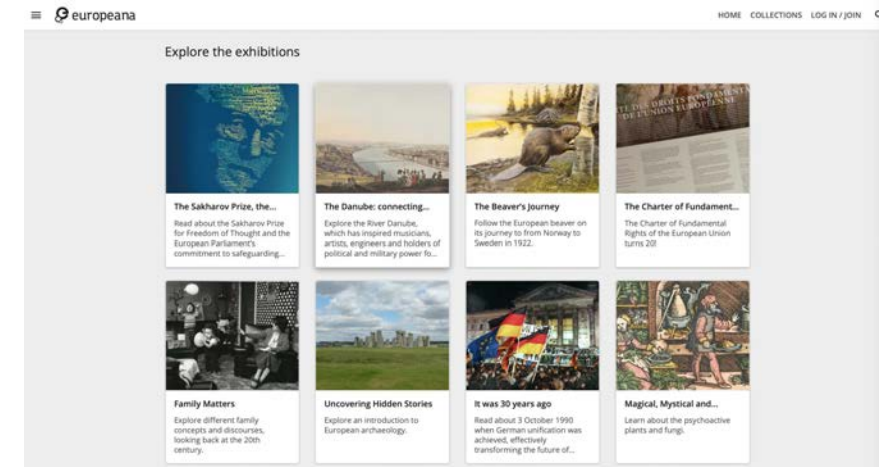 europeana
HOME COLLECTIONS LOG IN / JOIN
Explore the exhibitions
The Sakharov Prize, the...
Read about the Sakharov Prize
for Freedom of Thought and the
European Parliament's
commitment to safeguarding...
The Danube: connecting...
Explore the River Danube,
which has inspired musicians,
artists, engineers and holders of
political and military power fo...
The Beaver's Journey
Follow the European beaver on
its journey to from Norway to
Sweden in 1922.
TE DES DROITS FONDAMENTA
DE L'UNION EUROPÉENNE
The Charter of Fundament...
The Charter of Fundamental
Rights of the European Union
turns 20!
Family Matters
Explore different family
concepts and discourses,
looking back at the 20th
century.
Uncovering Hidden Stories
Explore an introduction to
European archaeology.
It was 30 years ago
Read about 3 October 1990
when German unification was
achieved, effectively
transforming the future of...
Magical, Mystical and...
Learn about the psychoactive
plants and fungi.